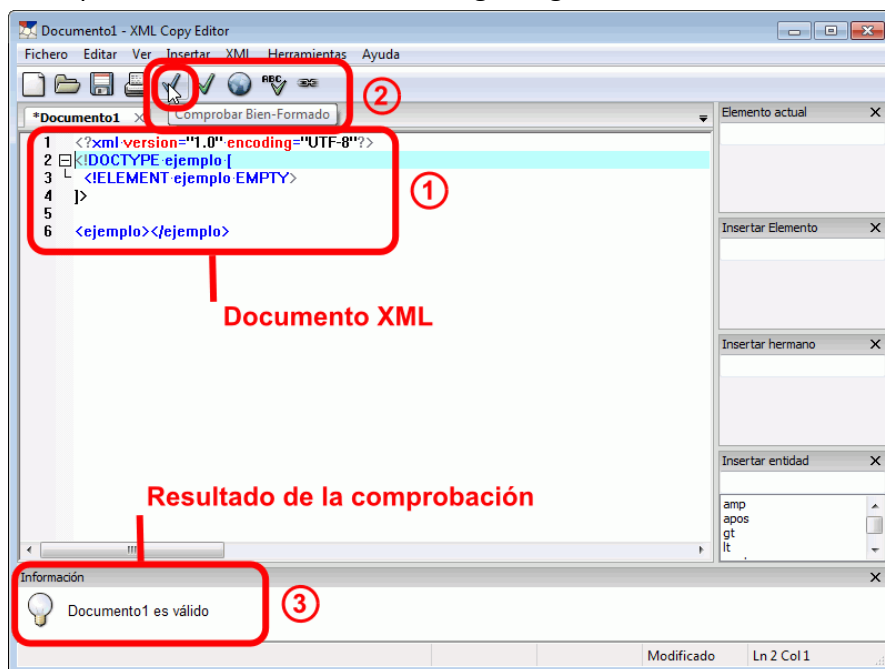 Documento1 - XML Copy Editor
Fichero Editar Ver Insertar XML Herramientas Ayuda
ABC
2
*Documento1
Comprobar Bien-Formado
Elemento actual
1 <?xml version="1.0" encoding="UTF-8"?>
2 <!DOCTYPE ejemplo [
3 <!ELEMENT ejemplo EMPTY>
4 ]>
5
6 <ejemplo></ejemplo>
1
Documento XML
Insertar Elemento
Insertar hermano
Insertar entidad
amp
apos
gt
lt
Resultado de la comprobación
Información
Documento1 es válido
3
Modificado Ln 2 Col 1